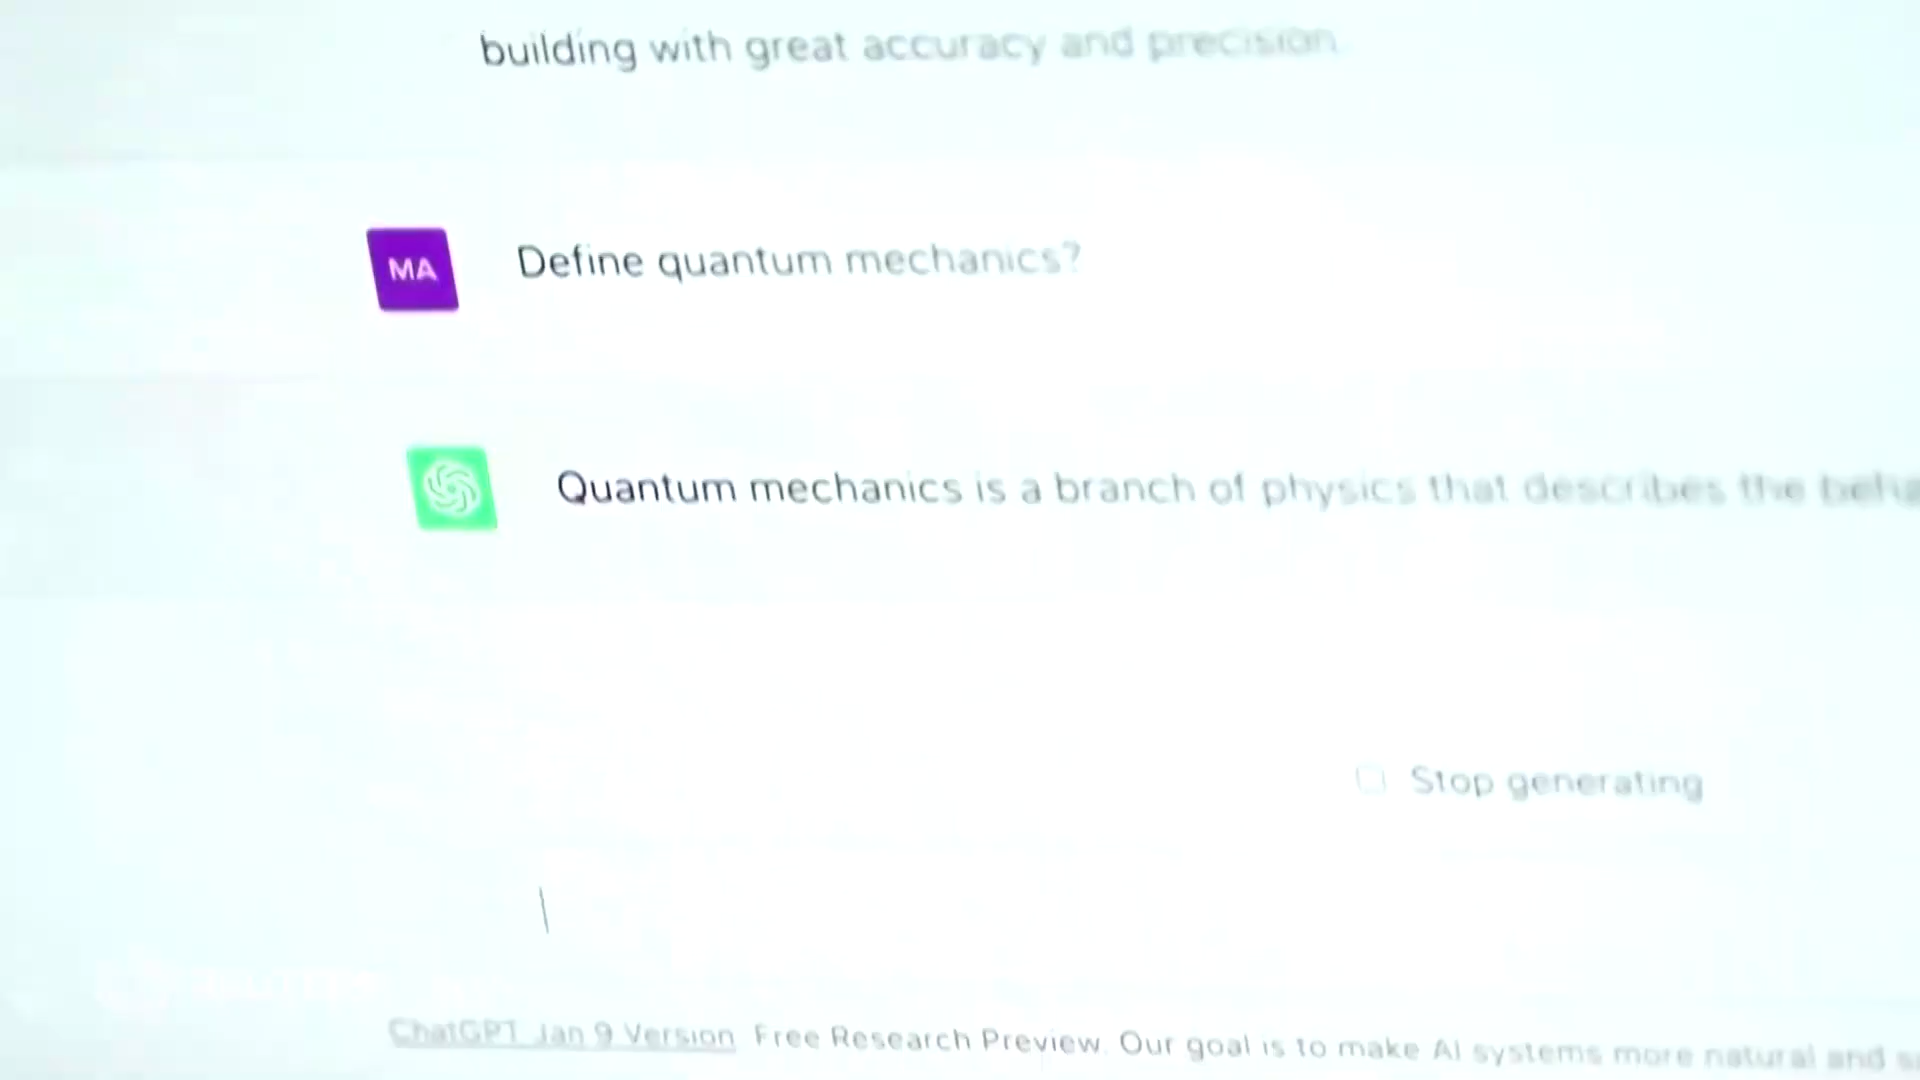 building with great accuracy and precision.
MA
Define quantum mechanics?
Quantum mechanics is a branch of physics that describes the
Stop generating
ChatGPT Jan 9 Version. Free Research Preview. Our goal is to make AI systems more natural and